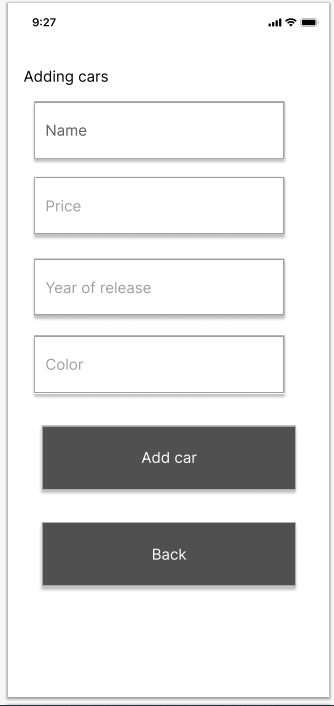 9:27
Adding cars
Name
Price
Year of release
Color
Add car
Back